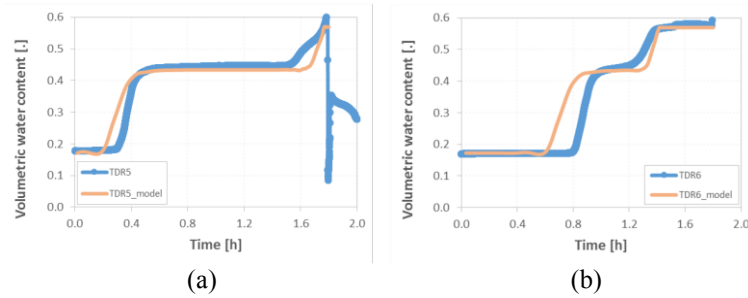 Volumetric water content [.]
0.6
0.5
0.4
0.3
0.2
0.1
0.0
TDR5
TDR5_model
0.0 0.4 0.8 1.2 1.6 2.0
Time [h]
(a)
Volumetric water content [.]
0.6
0.5
0.4
0.3
0.2
0.1
0.0
TDR6
TDR6_model
0.0 0.4 0.8 1.2 1.6 2.0
Time [h]
(b)